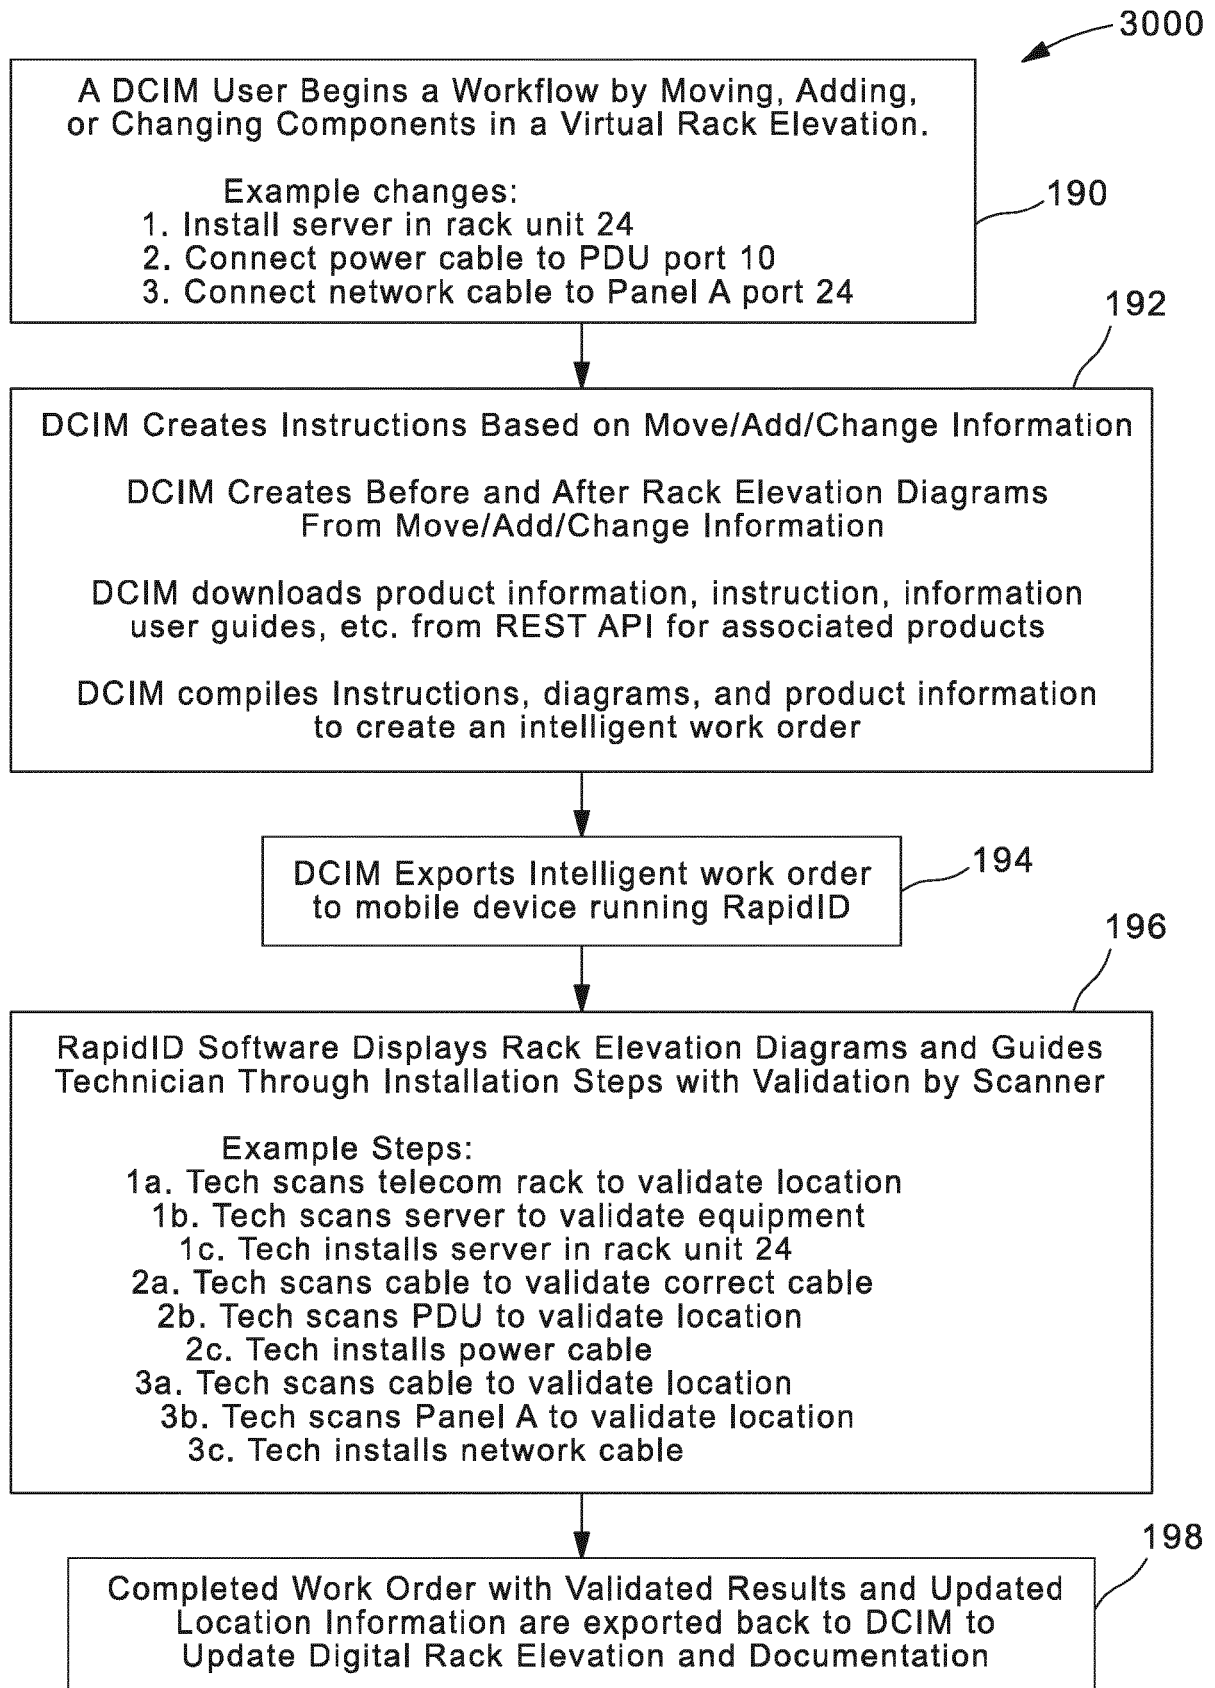 3000
A DCIM User Begins a Workflow by Moving, Adding,
or Changing Components in a Virtual Rack Elevation.
Example changes:
1. Install server in rack unit 24
2. Connect power cable to PDU port 10
3. Connect network cable to Panel A port 24
190
192
DCIM Creates Instructions Based on Move/Add/Change Information
DCIM Creates Before and After Rack Elevation Diagrams
From Move/Add/Change Information
DCIM downloads product information, instruction, information
user guides, etc. from REST API for associated products
DCIM compiles Instructions, diagrams, and product information
to create an intelligent work order
DCIM Exports Intelligent work order
to mobile device running RapidID
194
196
RapidID Software Displays Rack Elevation Diagrams and Guides
Technician Through Installation Steps with Validation by Scanner
Example Steps:
1a. Tech scans telecom rack to validate location
1b. Tech scans server to validate equipment
1c. Tech installs server in rack unit 24
2a. Tech scans cable to validate correct cable
2b. Tech scans PDU to validate location
2c. Tech installs power cable
3a. Tech scans cable to validate location
3b. Tech scans Panel A to validate location
3c. Tech installs network cable
198
Completed Work Order with Validated Results and Updated
Location Information are exported back to DCIM to
Update Digital Rack Elevation and Documentation